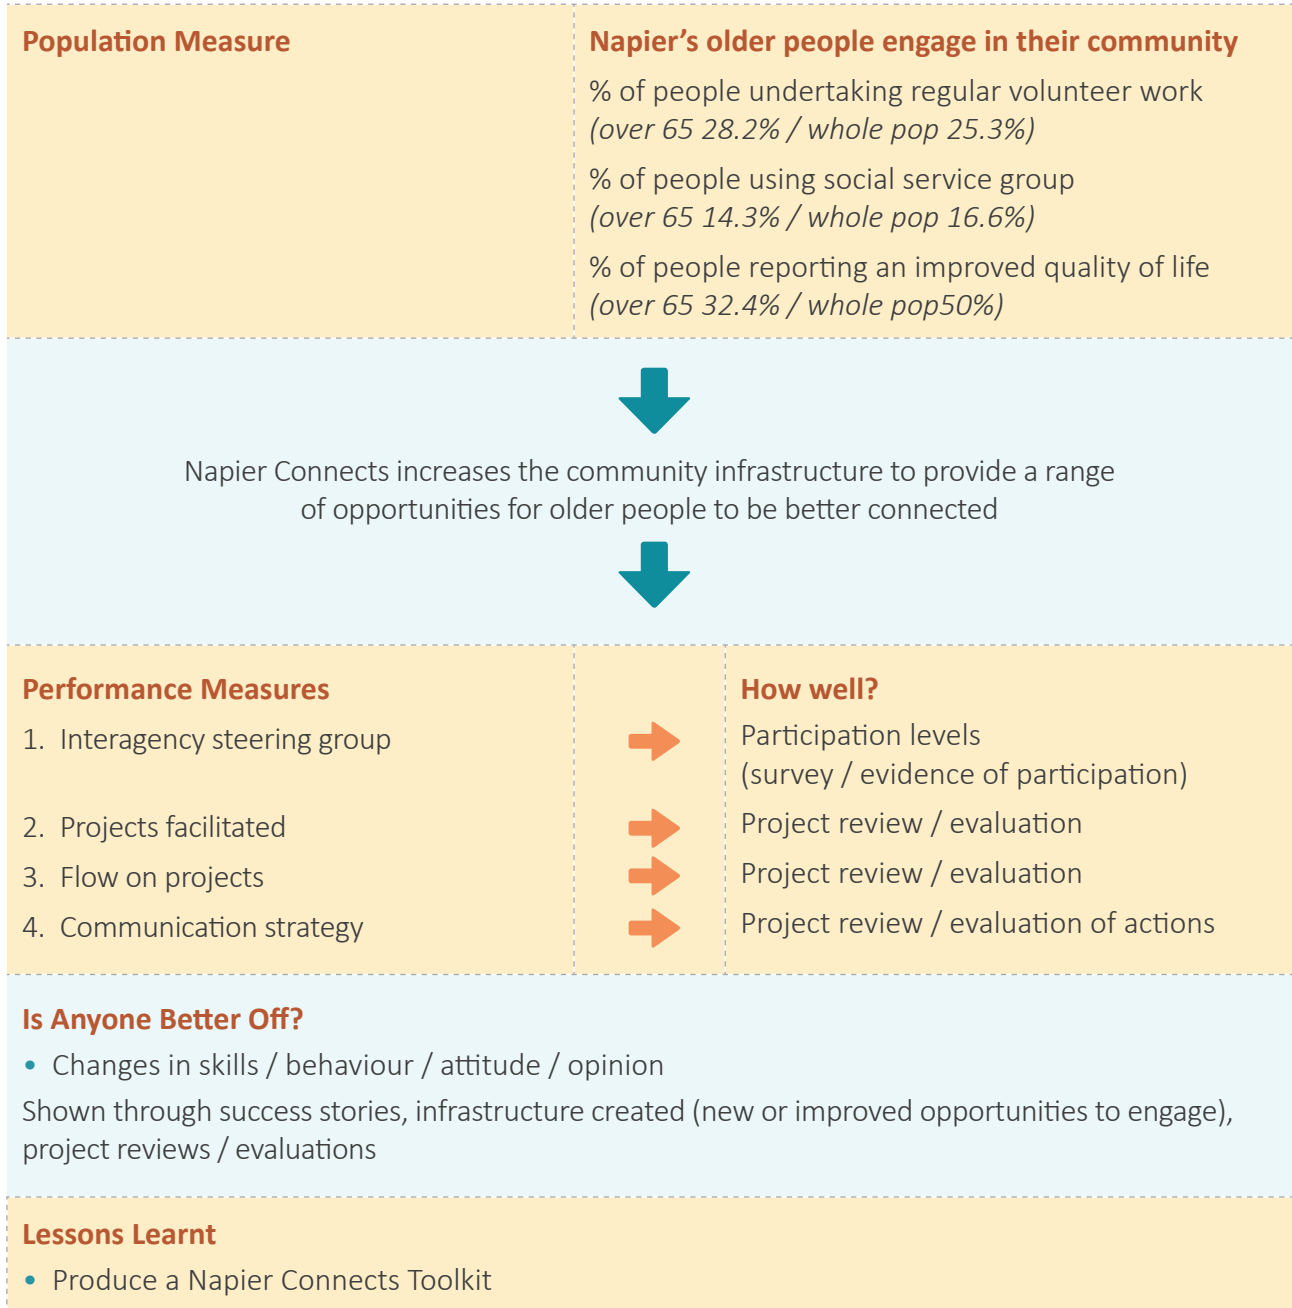 Population Measure
Napier’s older people engage in their community
% of people undertaking regular volunteer work
(over 65 28.2% / whole pop 25.3%)
% of people using social service group
(over 65 14.3% / whole pop 16.6%)
% of people reporting an improved quality of life
(over 65 32.4% / whole pop50%)
Napier Connects increases the community infrastructure to provide a range
of opportunities for older people to be better connected
Performance Measures
How well?
1. Interagency steering group
Participation levels
(survey / evidence of participation)
2. Projects facilitated
Project review / evaluation
3. Flow on projects
Project review / evaluation
4. Communication strategy
Project review / evaluation of actions
Is Anyone Better Off?
• Changes in skills / behaviour / attitude / opinion
Shown through success stories, infrastructure created (new or improved opportunities to engage),
project reviews / evaluations
Lessons Learnt
• Produce a Napier Connects Toolkit